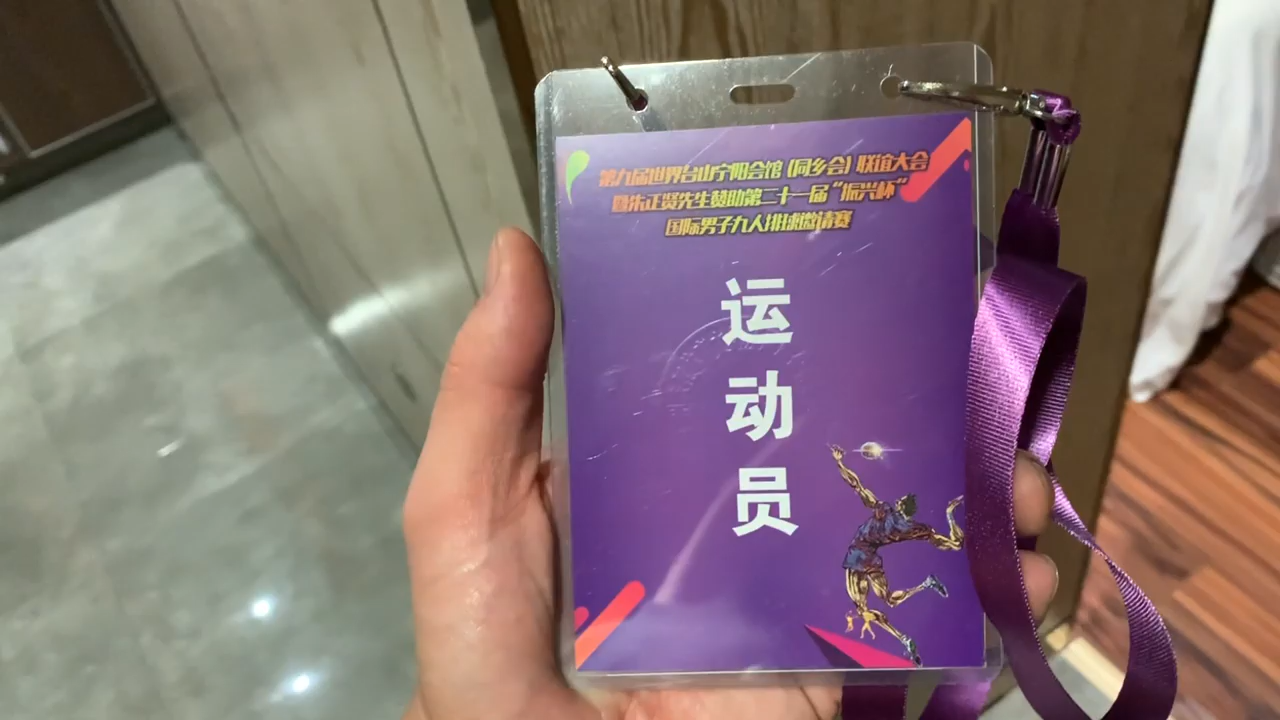 第九届世界台山宁阳会馆(同乡会)联谊大会
暨朱正贤先生赞助第二十一届“振兴杯”
国际男子九人排球邀请赛
运
动
员